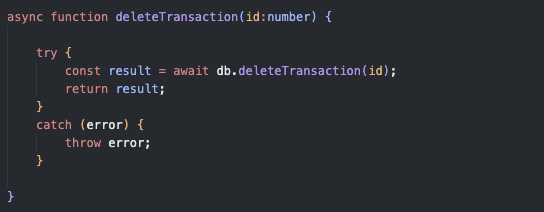 async function deleteTransaction(id:number) {
try {
const result = await db.deleteTransaction(id);
return result;
}
catch (error) {
throw error;
}
}